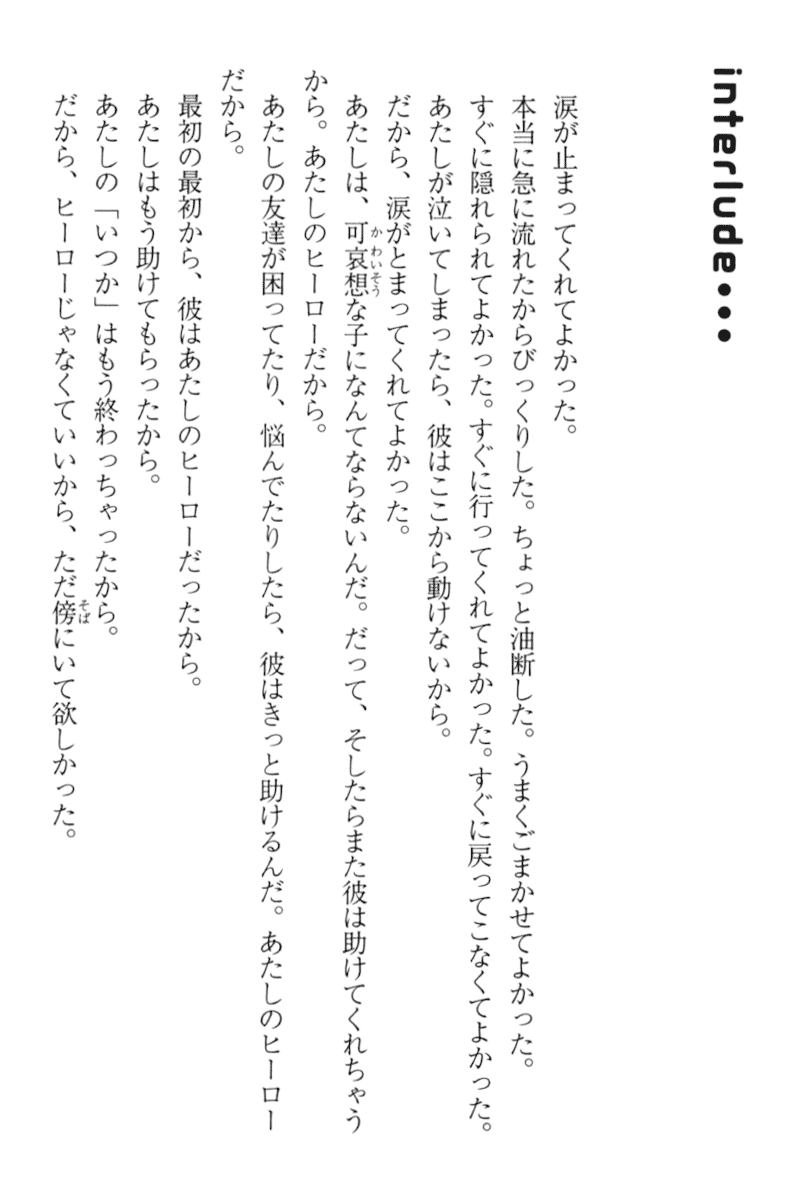 interlude…
涙が止まってくれてよかった。
本当に急に流れたからびっくりした。ちょっと油断した。うまくごまかせてよかった。
すぐに隠れられてよかった。すぐに行ってくれてよかった。すぐに戻ってこなくてよかった。
あたしが泣いてしまったら、彼はここから動けないから。
だから、涙がとまってくれてよかった。
あたしは、可哀想な子になんてならないんだ。だって、そしたらまた彼は助けてくれちゃう
から。あたしのヒーローだから。
あたしの友達が困ってたり、悩んでたりしたら、彼はきっと助けるんだ。あたしのヒーロー
だから。
最初の最初から、彼はあたしのヒーローだったから。
あたしはもう助けてもらったから。
あたしの「いつか」はもう終わっちゃったから。
だから、ヒーローじゃなくていいから、ただ傍にいて欲しかった。